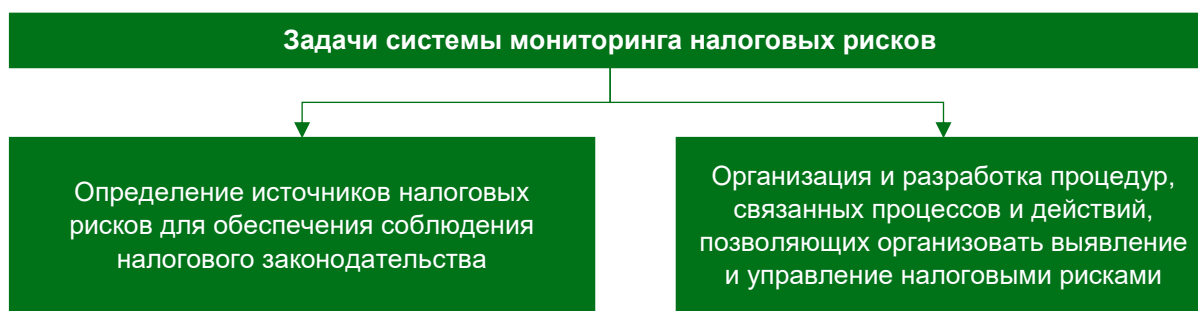 Задачи системы мониторинга налоговых рисков
Определение источников налоговых
рисков для обеспечения соблюдения
налогового законодательства
Организация и разработка процедур,
связанных процессов и действий,
позволяющих организовать выявление
и управление налоговыми рисками